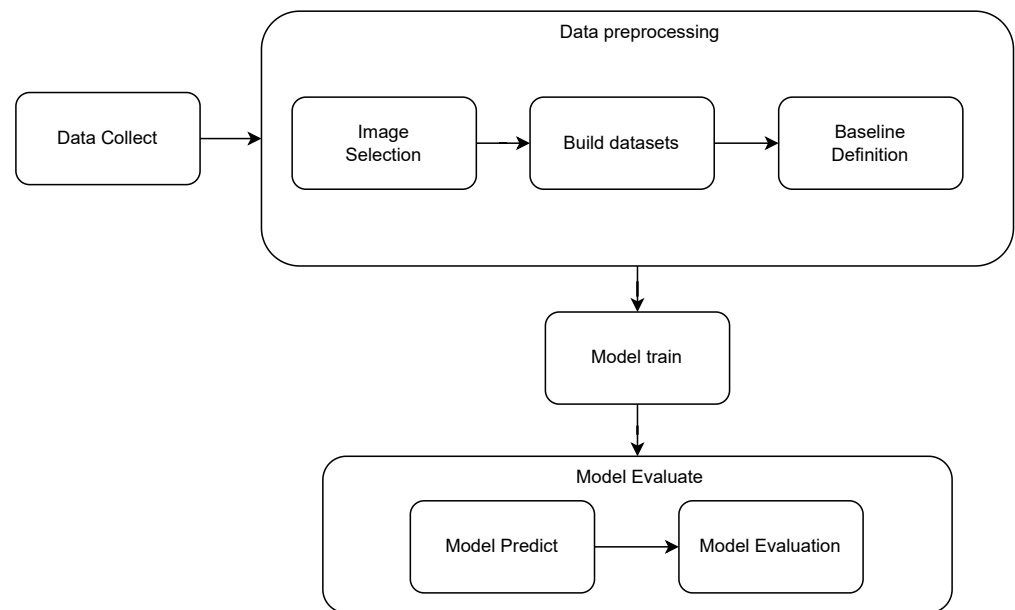 Data preprocessing
Data Collect
Image
Selection
Build datasets
Baseline
Definition
Model train
Model Evaluate
Model Predict
Model Evaluation